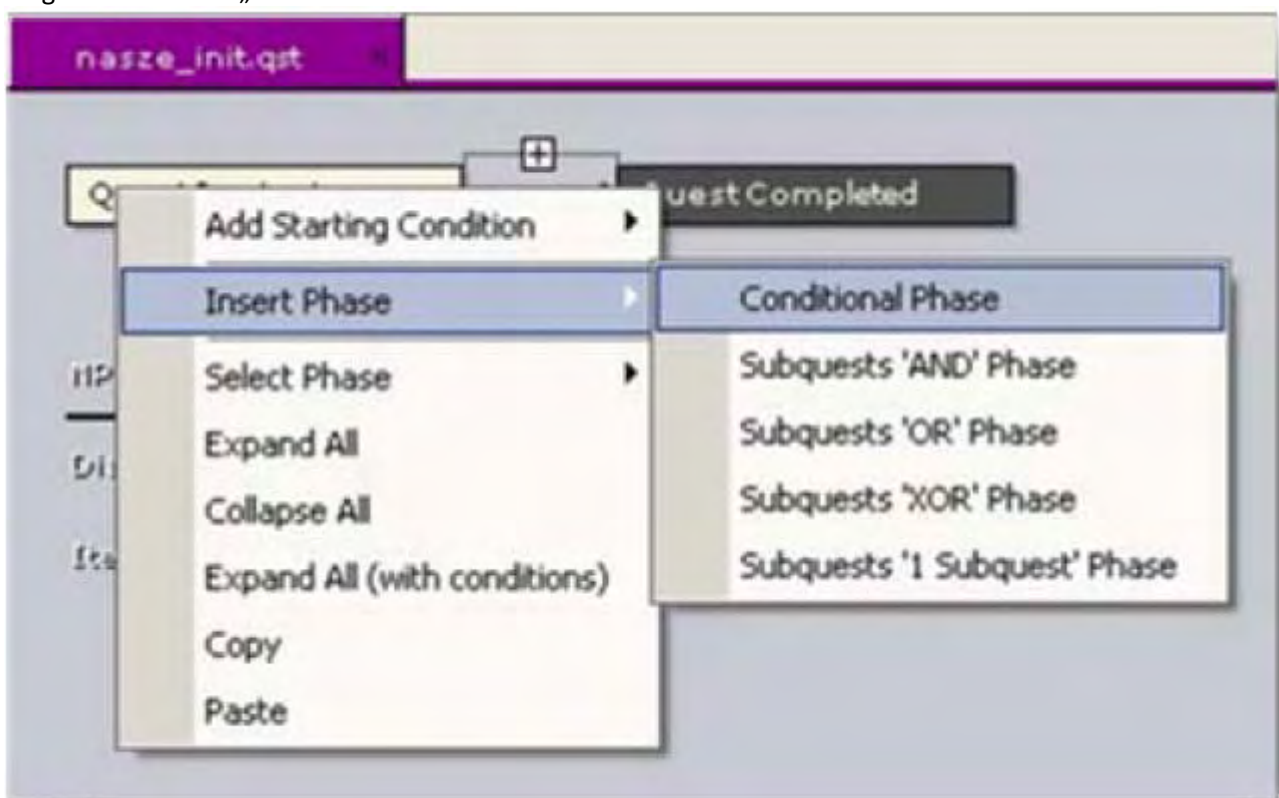 nasze_init.qst
Quest Completed
Add Starting Condition
Insert Phase
Conditional Phase
Select Phase
Subquests 'AND' Phase
Expand All
Subquests 'OR' Phase
Collapse All
Subquests 'XOR' Phase
Expand All (with conditions)
Subquests '1 Subquest' Phase
Copy
Paste